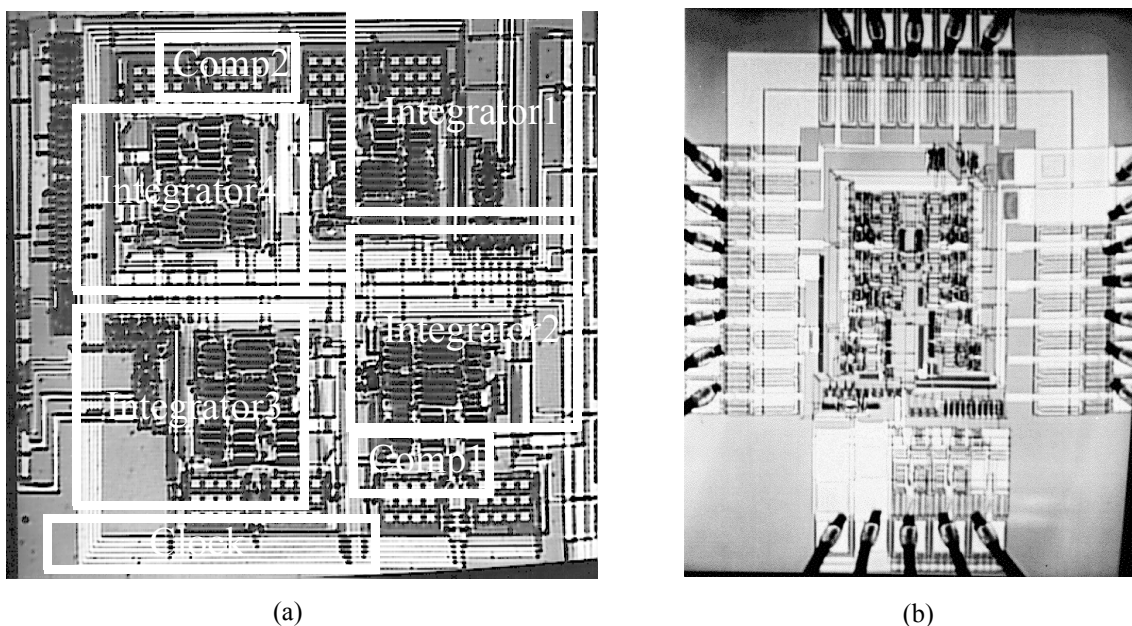 Comp2
Integrator1
Integrator4
Integrator2
Integrator3
Comp1
Clock
(a)
(b)